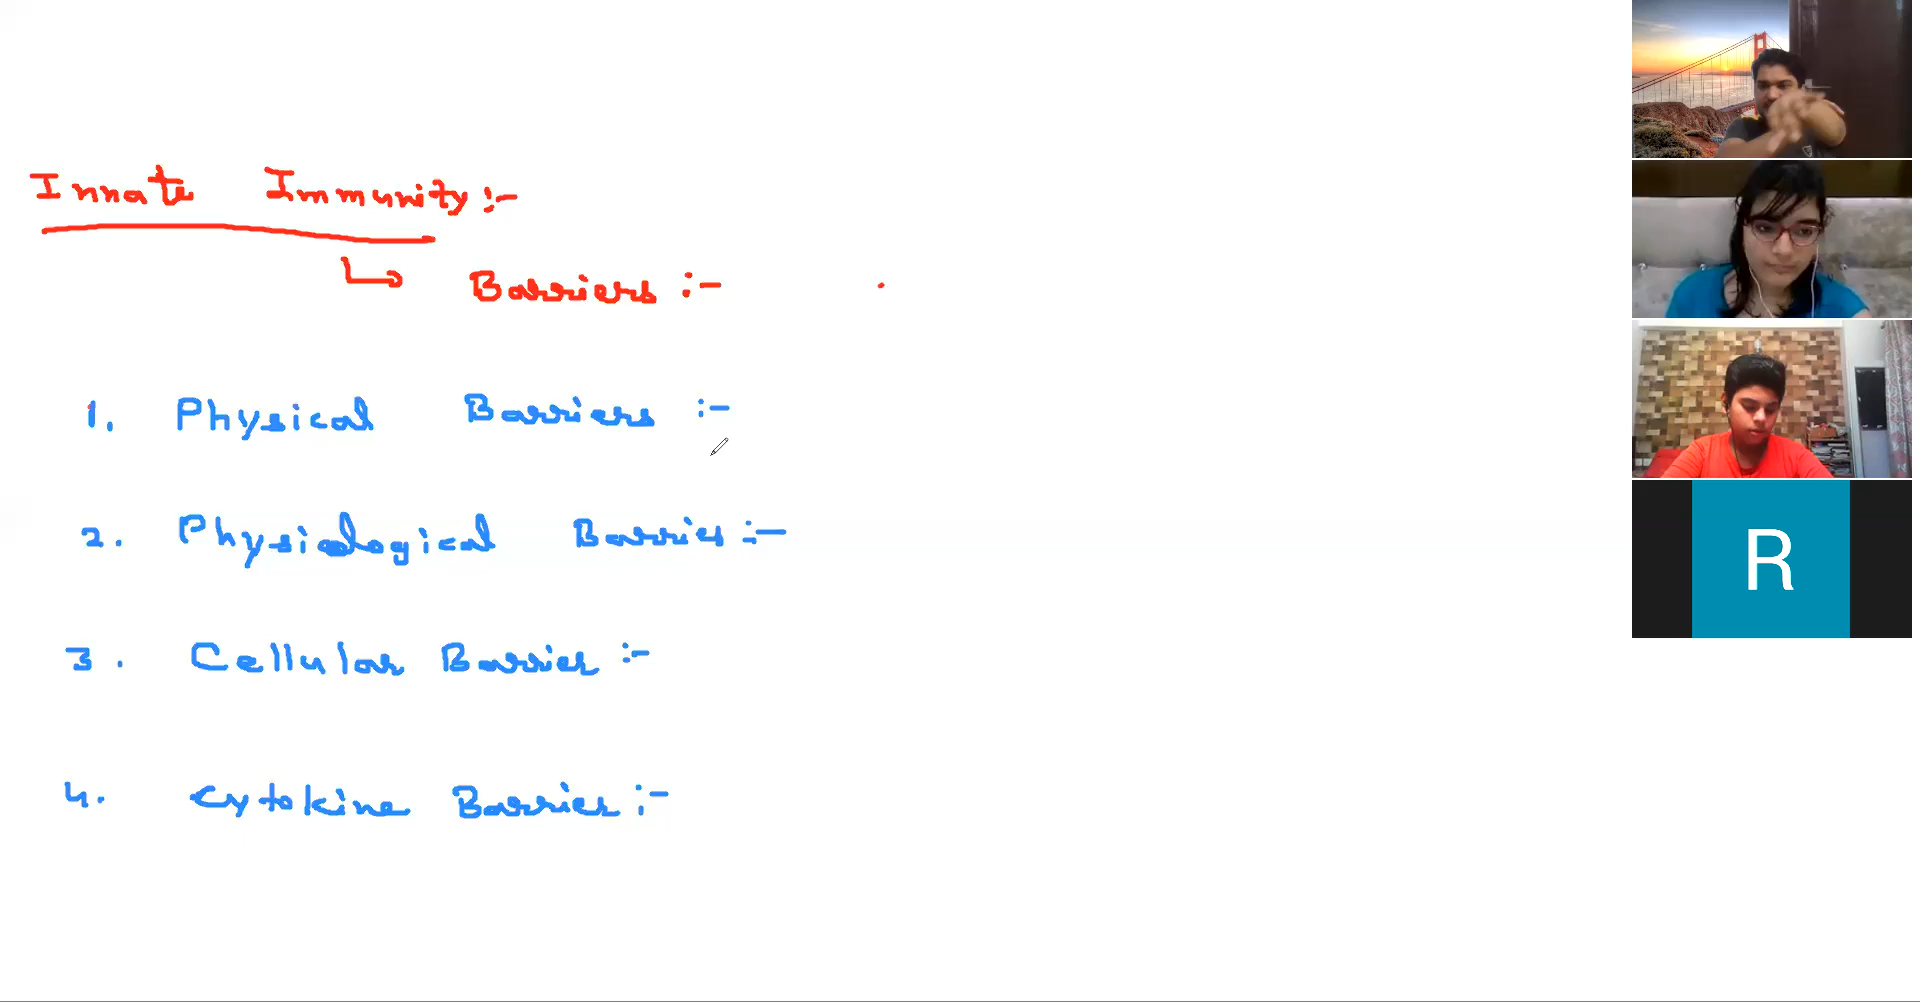 Innate Immunity :-
↳ Barriers :-
1. Physical Barriers :-
2. Physiological Barrier :-
3. Cellular Barrier :-
4. Cytokine Barrier :-
R